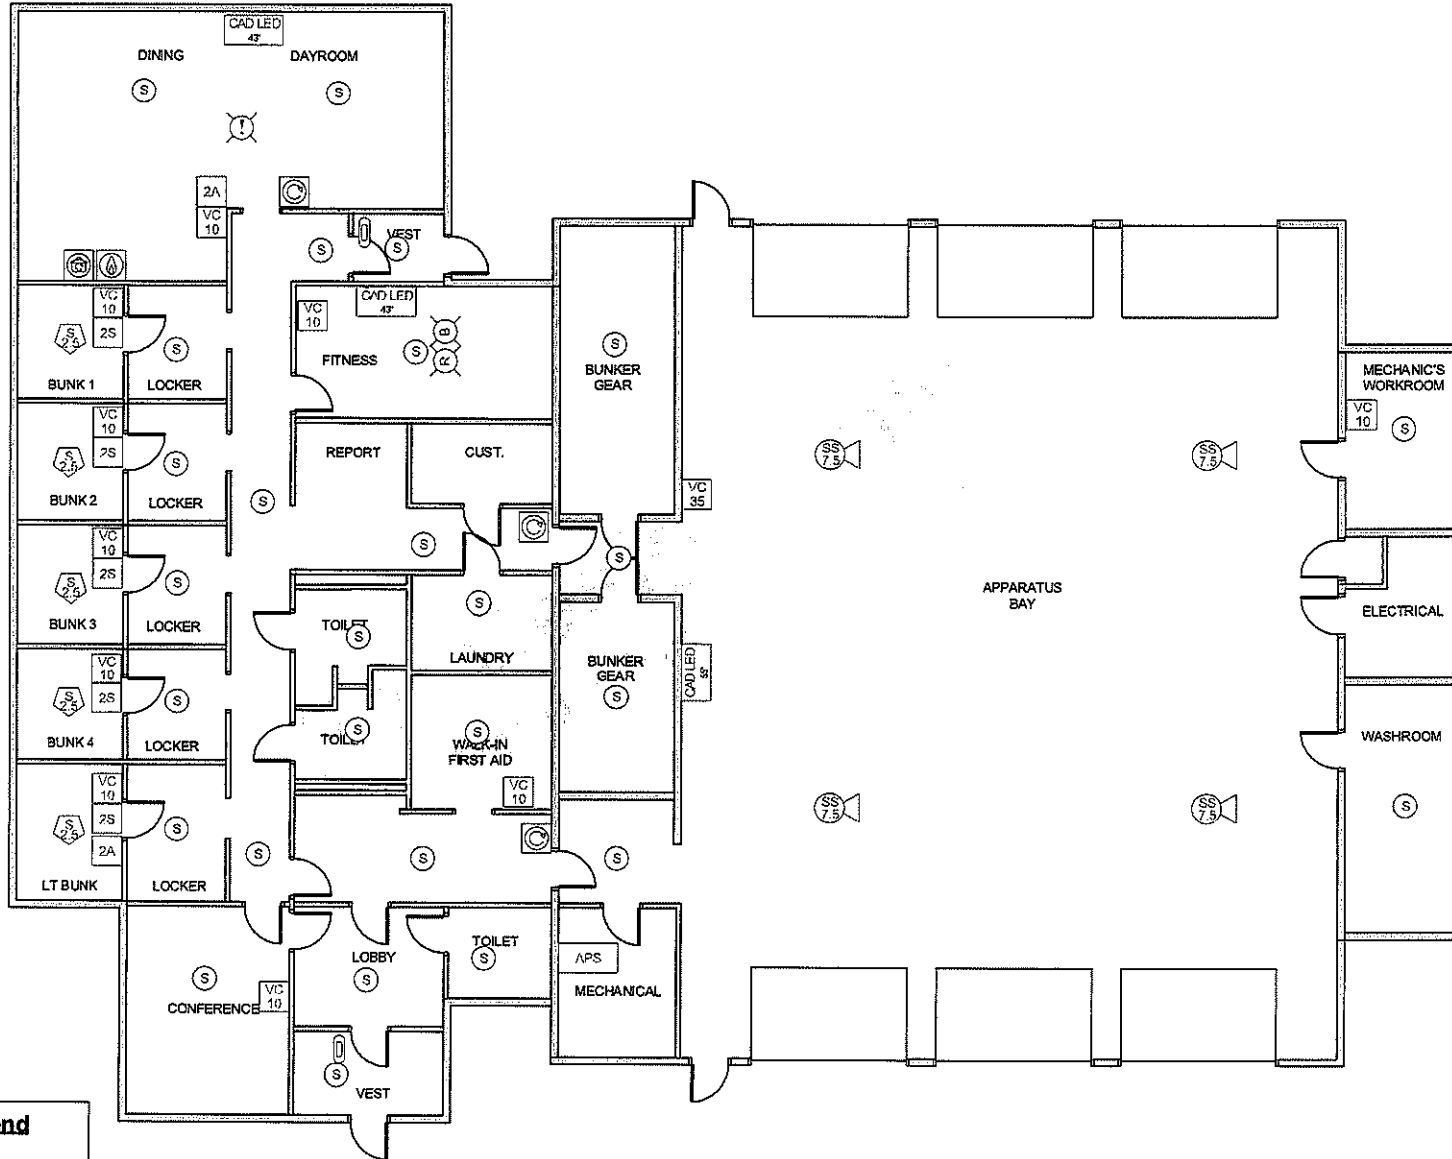 CAD LED
43'
DINING
DAYROOM
S
S
!
2A
VC
10
VEST
S
S
CAD LED
43'
VC
10
2S
S
2.5
S
BUNK 1
LOCKER
VC
10
FITNESS
S
B
R
S
BUNKER
GEAR
MECHANIC'S
WORKROOM
VC
10
S
VC
10
2S
S
2.5
S
BUNK 2
LOCKER
REPORT
CUST.
SS
7.5
SS
7.5
VC
35
S
S
S
VC
10
2S
S
2.5
S
BUNK 3
LOCKER
APPARATUS
BAY
ELECTRICAL
TOILET
S
S
LAUNDRY
BUNKER
GEAR
S
CAD LED
55'
VC
10
2S
S
2.5
S
BUNK 4
LOCKER
TOILET
S
S
WALK-IN
FIRST AID
VC
10
WASHROOM
S
VC
10
2S
2A
S
2.5
S
LT BUNK
LOCKER
S
S
S
SS
7.5
SS
7.5
S
CONFERENCE
VC
10
LOBBY
S
TOILET
S
APS
MECHANICAL
S
VEST
nd